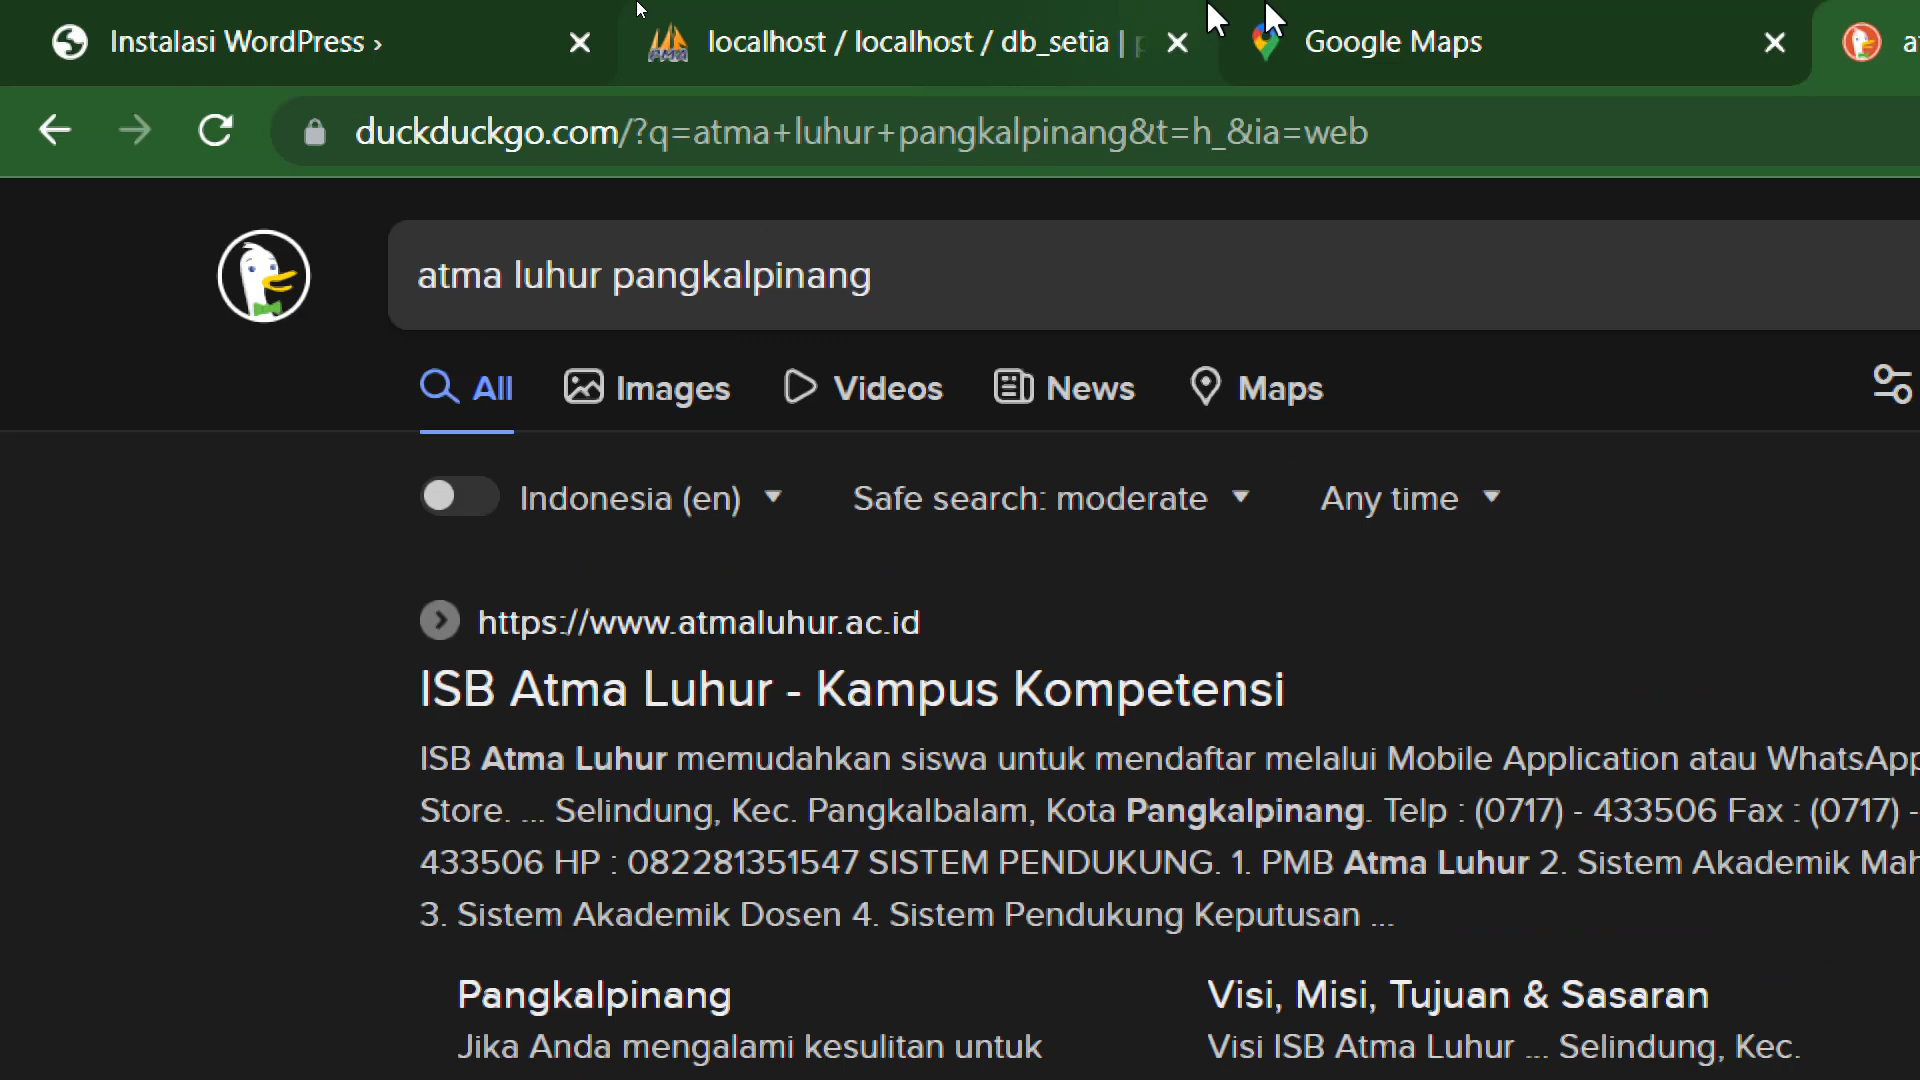 Instalasi WordPress ›
localhost / localhost / db_setia |
Google Maps
duckduckgo.com/?q=atma+luhur+pangkalpinang&t=h_&ia=web
atma luhur pangkalpinang
All
Images
Videos
News
Maps
Indonesia (en)
Safe search: moderate
Any time
https://www.atmaluhur.ac.id
ISB Atma Luhur - Kampus Kompetensi
ISB Atma Luhur memudahkan siswa untuk mendaftar melalui Mobile Application atau WhatsApp
Store. ... Selindung, Kec. Pangkalbalam, Kota Pangkalpinang. Telp : (0717) - 433506 Fax : (0717) -
433506 HP : 082281351547 SISTEM PENDUKUNG. 1. PMB Atma Luhur 2. Sistem Akademik Mah
3. Sistem Akademik Dosen 4. Sistem Pendukung Keputusan ...
Pangkalpinang
Jika Anda mengalami kesulitan untuk
Visi, Misi, Tujuan & Sasaran
Visi ISB Atma Luhur ... Selindung, Kec.